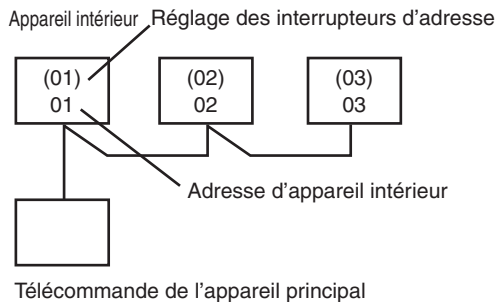 Appareil intérieur Réglage des interrupteurs d'adresse
(01) (02) (03)
01 02 03
Adresse d'appareil intérieur
Télécommande de l'appareil principal